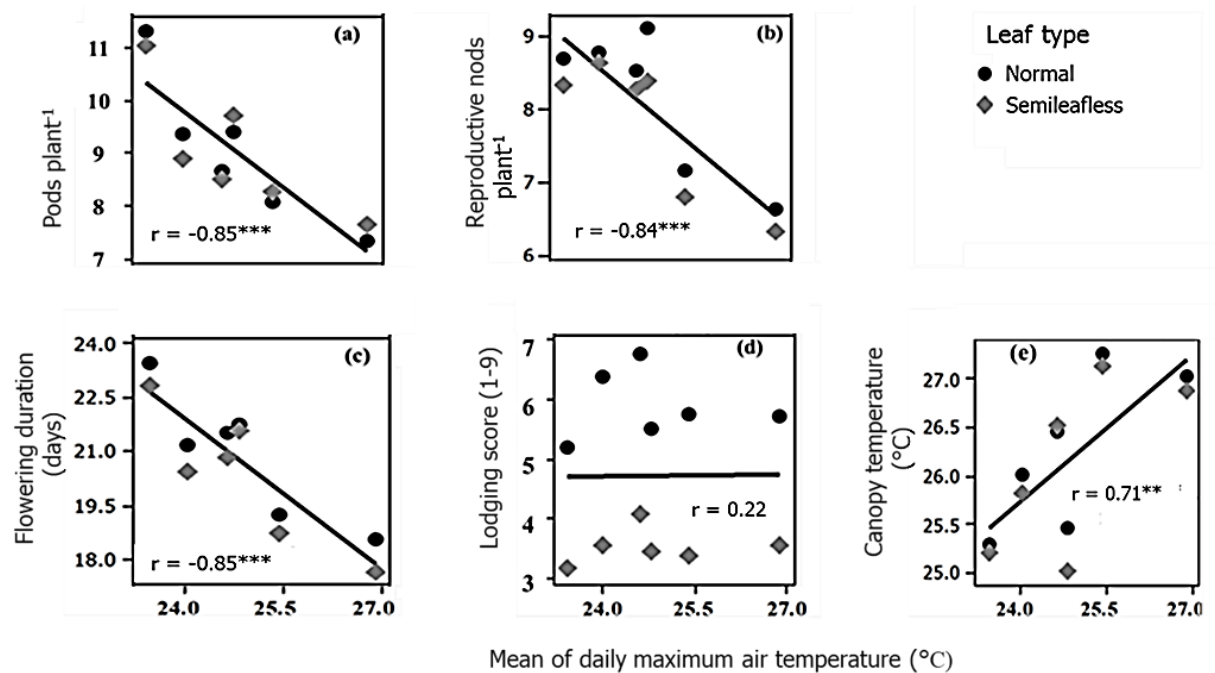 (a)
Pods plant⁻¹
11
10
9
8
7
r = -0.85***
(b)
Reproductive nods
plant⁻¹
9
8
7
6
r = -0.84***
Leaf type
Normal
Semileafless
(c)
Flowering duration
(days)
24.0
22.5
21.0
19.5
18.0
r = -0.85***
24.0 25.5 27.0
(d)
Lodging score (1-9)
7
6
5
4
3
r = 0.22
24.0 25.5 27.0
(e)
Canopy temperature
(°C)
27.0
26.5
26.0
25.5
25.0
r = 0.71**
24.0 25.5 27.0
Mean of daily maximum air temperature (°C)